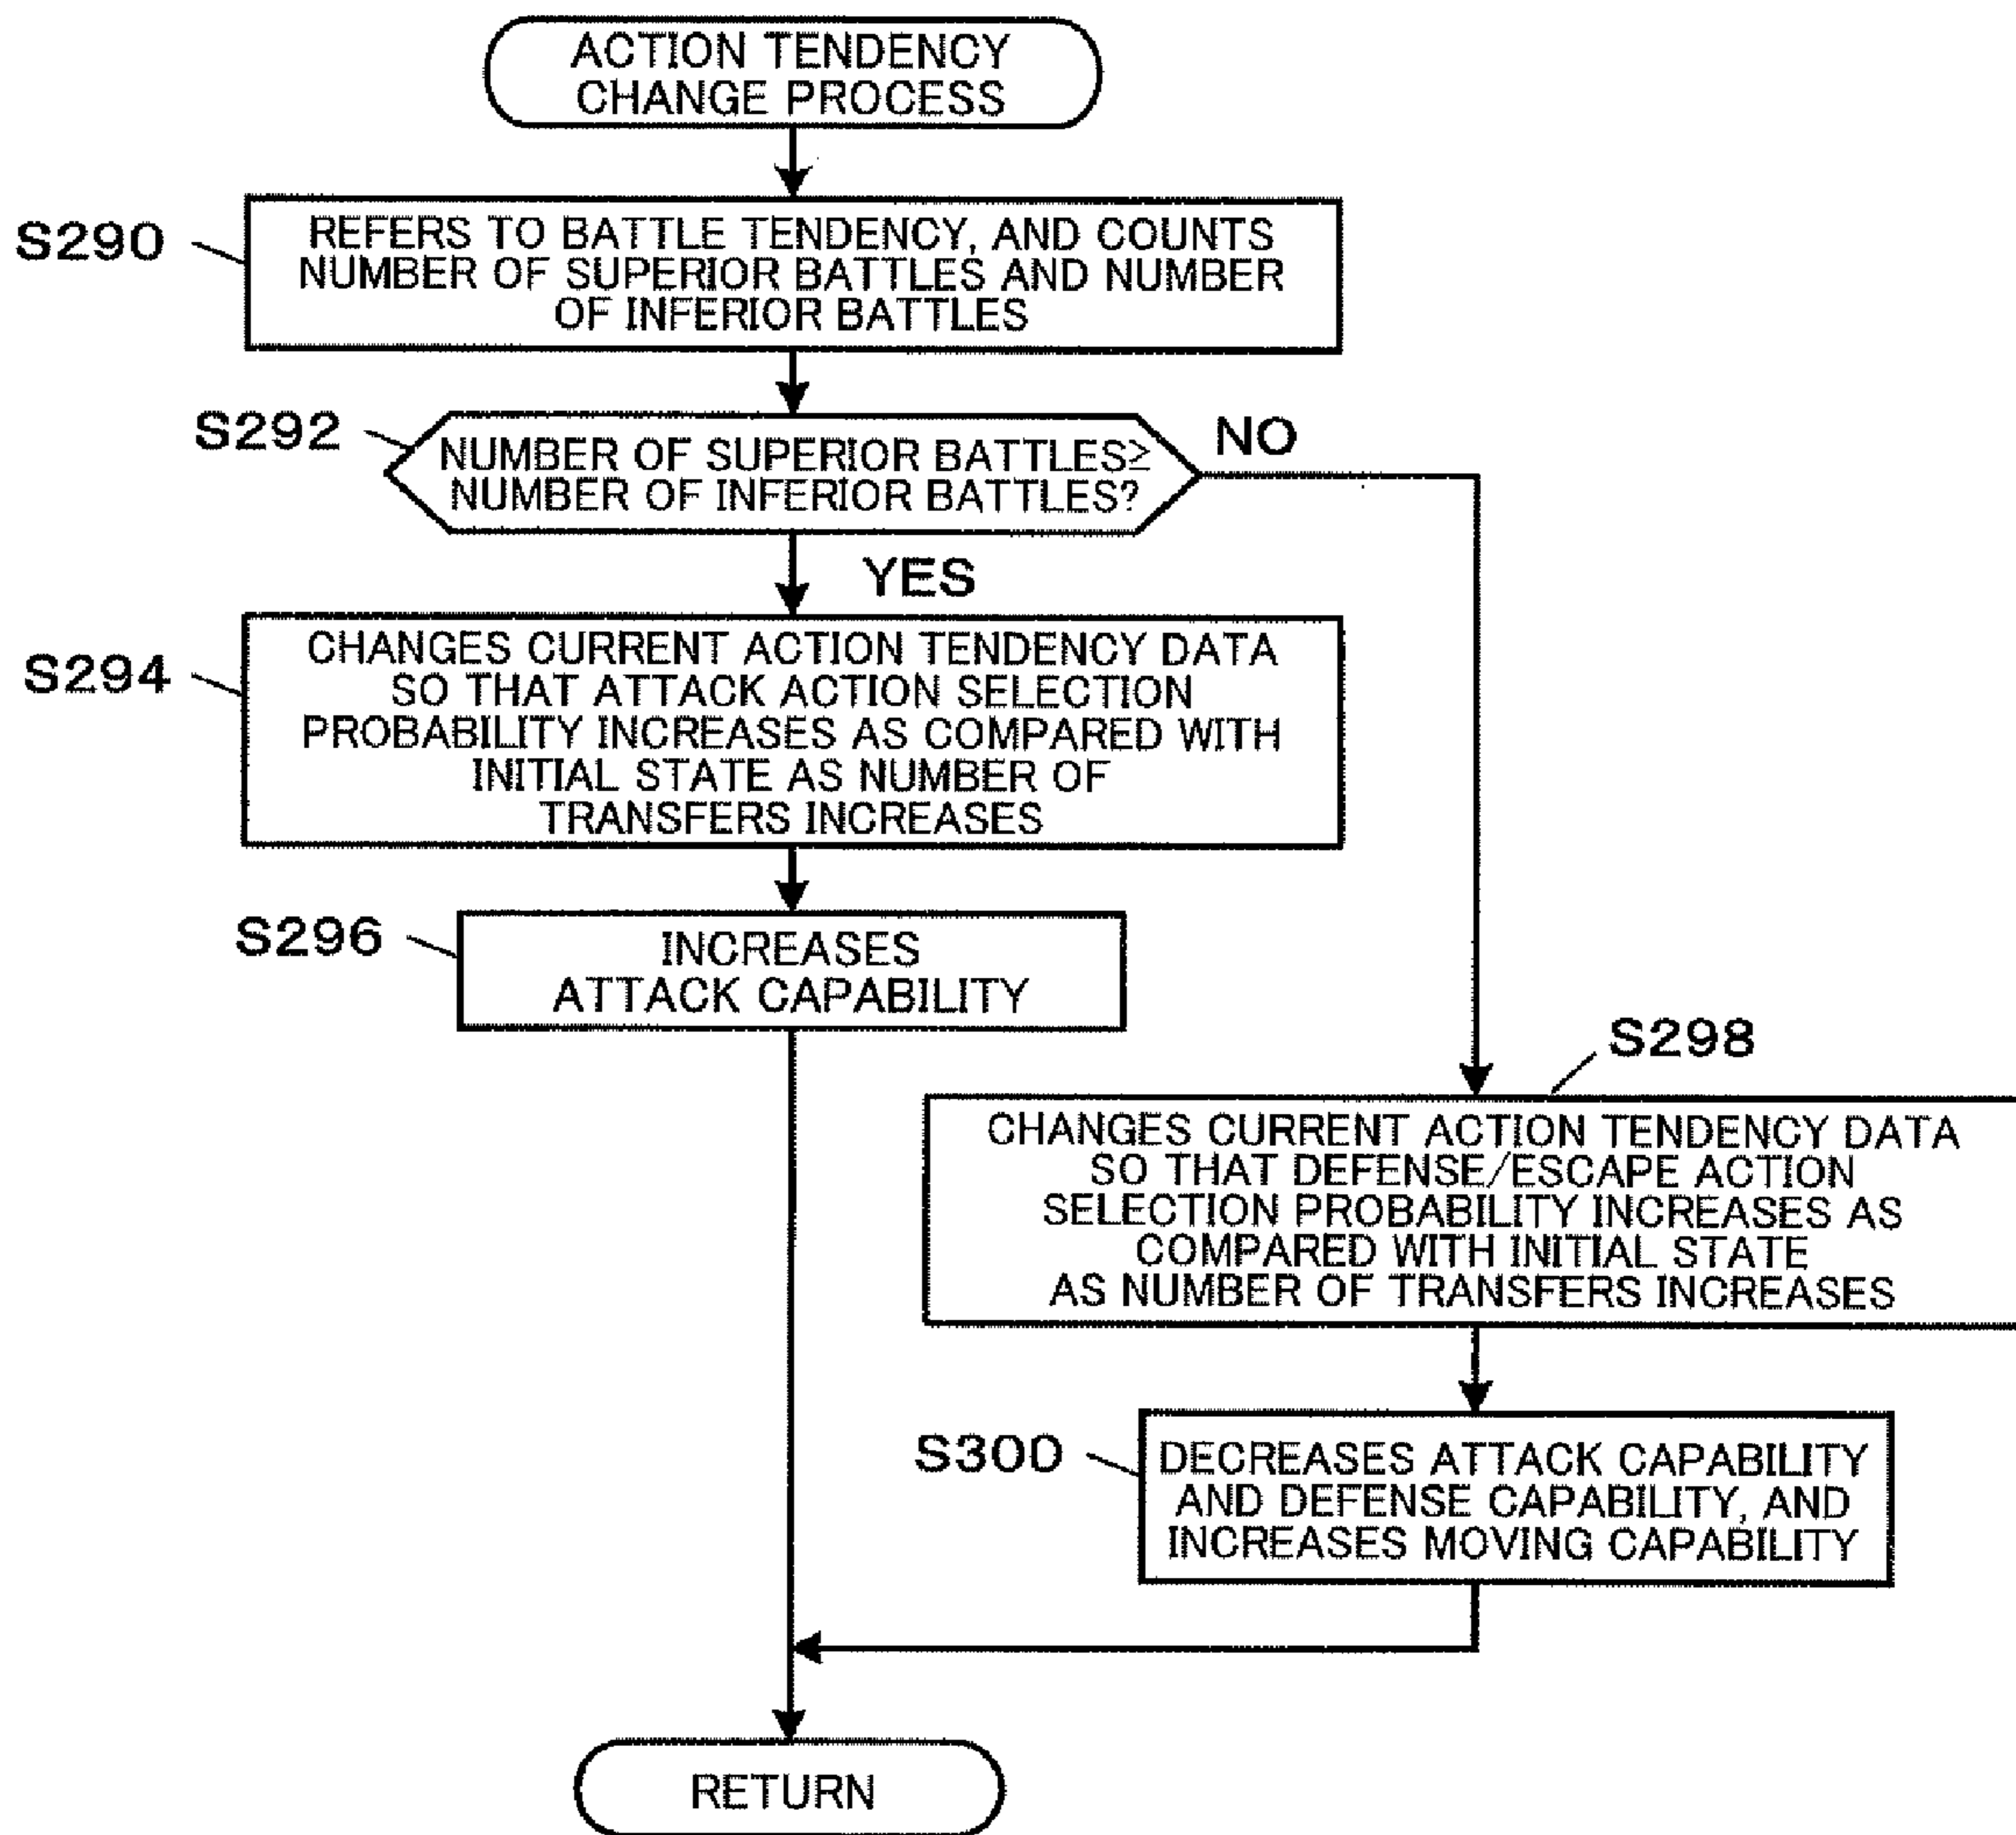 ACTION TENDENCY
CHANGE PROCESS
S290
REFERS TO BATTLE TENDENCY, AND COUNTS
NUMBER OF SUPERIOR BATTLES AND NUMBER
OF INFERIOR BATTLES
S292
NUMBER OF SUPERIOR BATTLES≥
NUMBER OF INFERIOR BATTLES?
NO
YES
S294
CHANGES CURRENT ACTION TENDENCY DATA
SO THAT ATTACK ACTION SELECTION
PROBABILITY INCREASES AS COMPARED WITH
INITIAL STATE AS NUMBER OF
TRANSFERS INCREASES
S296
INCREASES
ATTACK CAPABILITY
S298
CHANGES CURRENT ACTION TENDENCY DATA
SO THAT DEFENSE/ESCAPE ACTION
SELECTION PROBABILITY INCREASES AS
COMPARED WITH INITIAL STATE
AS NUMBER OF TRANSFERS INCREASES
S300
DECREASES ATTACK CAPABILITY
AND DEFENSE CAPABILITY, AND
INCREASES MOVING CAPABILITY
RETURN